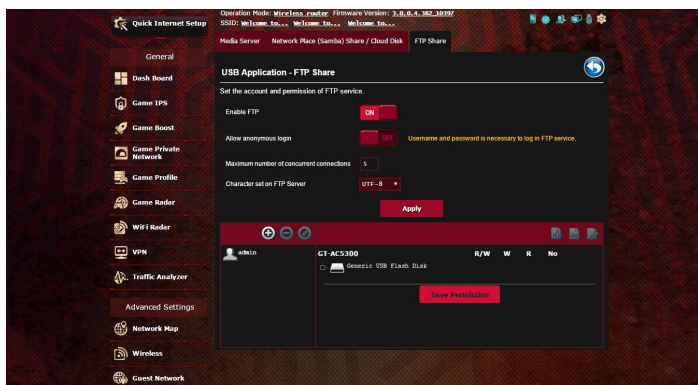 Quick Internet Setup
General
Dash Board
Game IPS
Game Boost
Game Private
Network
Game Profile
Game Radar
WiFi Radar
VPN
Traffic Analyzer
Advanced Settings
Network Map
Wireless
Guest Network
Operation Mode: Wireless router Firmware Version: 3.0.0.4.382_10397
SSID: Welcome to... Welcome to... Welcome to...
Media Server Network Place (Samba) Share / Cloud Disk FTP Share
USB Application - FTP Share
Set the account and permission of FTP service.
Enable FTP ON
Allow anonymous login OFF Username and password is necessary to log in FTP service.
Maximum number of concurrent connections 5
Character set on FTP Server UTF-8
Apply
admin GT-AC5300 R/W W R No
Generic USB Flash Disk
Save Permission